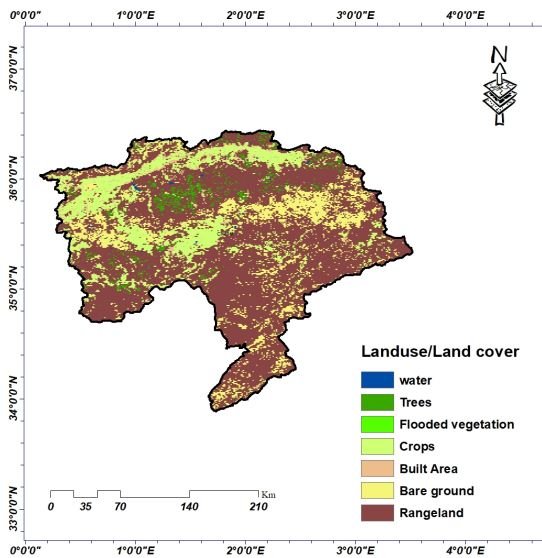 0°0'0" 1°0'0"E 2°0'0"E 3°0'0"E 4°0'0"E
37°0'0"N
36°0'0"N
35°0'0"N
34°0'0"N
33°0'0"N
N
Landuse/Land cover
water
Trees
Flooded vegetation
Crops
Built Area
Bare ground
Rangeland
Km
0 35 70 140 210
0°0'0" 1°0'0"E 2°0'0"E 3°0'0"E 4°0'0"E